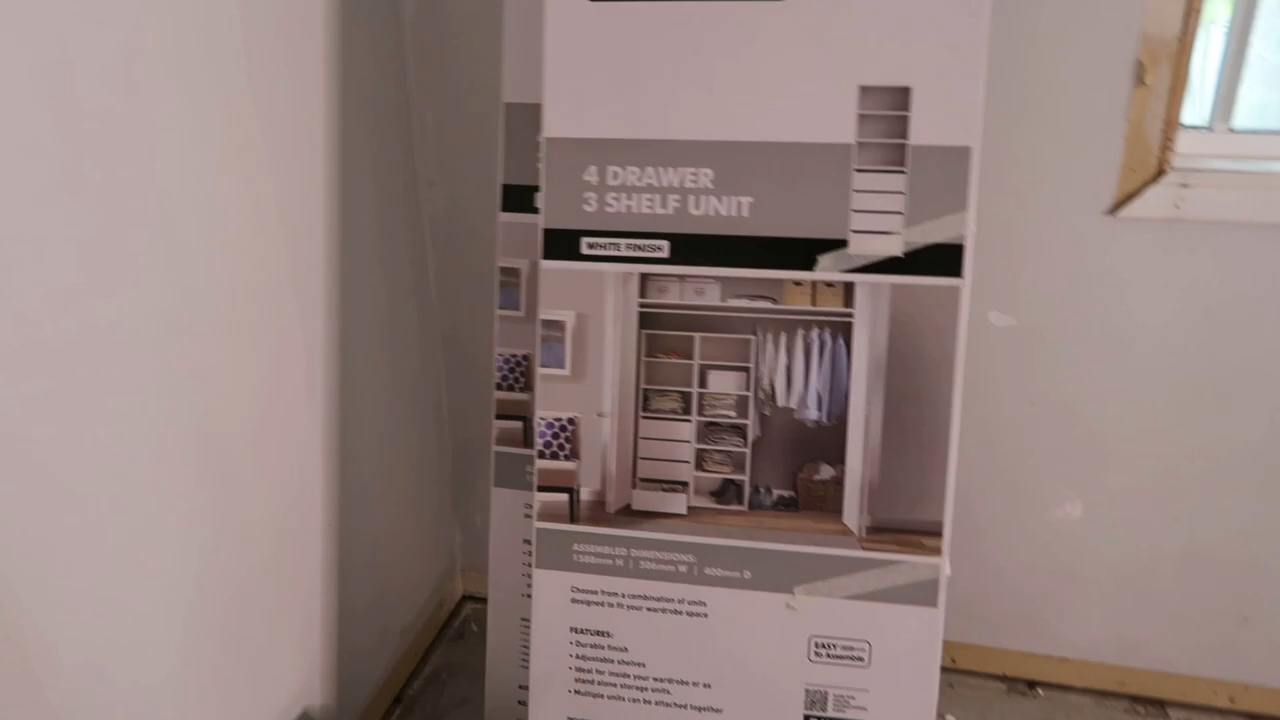 4 DRAWER
3 SHELF UNIT
WHITE FINISH
ASSEMBLED DIMENSIONS:
1588mm H | 306mm W | 400mm D
Choose from a combination of units
designed to fit your wardrobe space
FEATURES:
• Durable finish
• Adjustable shelves
• Ideal for inside your wardrobe or as
stand alone storage units.
• Multiple units can be attached together
EASY
To Assemble